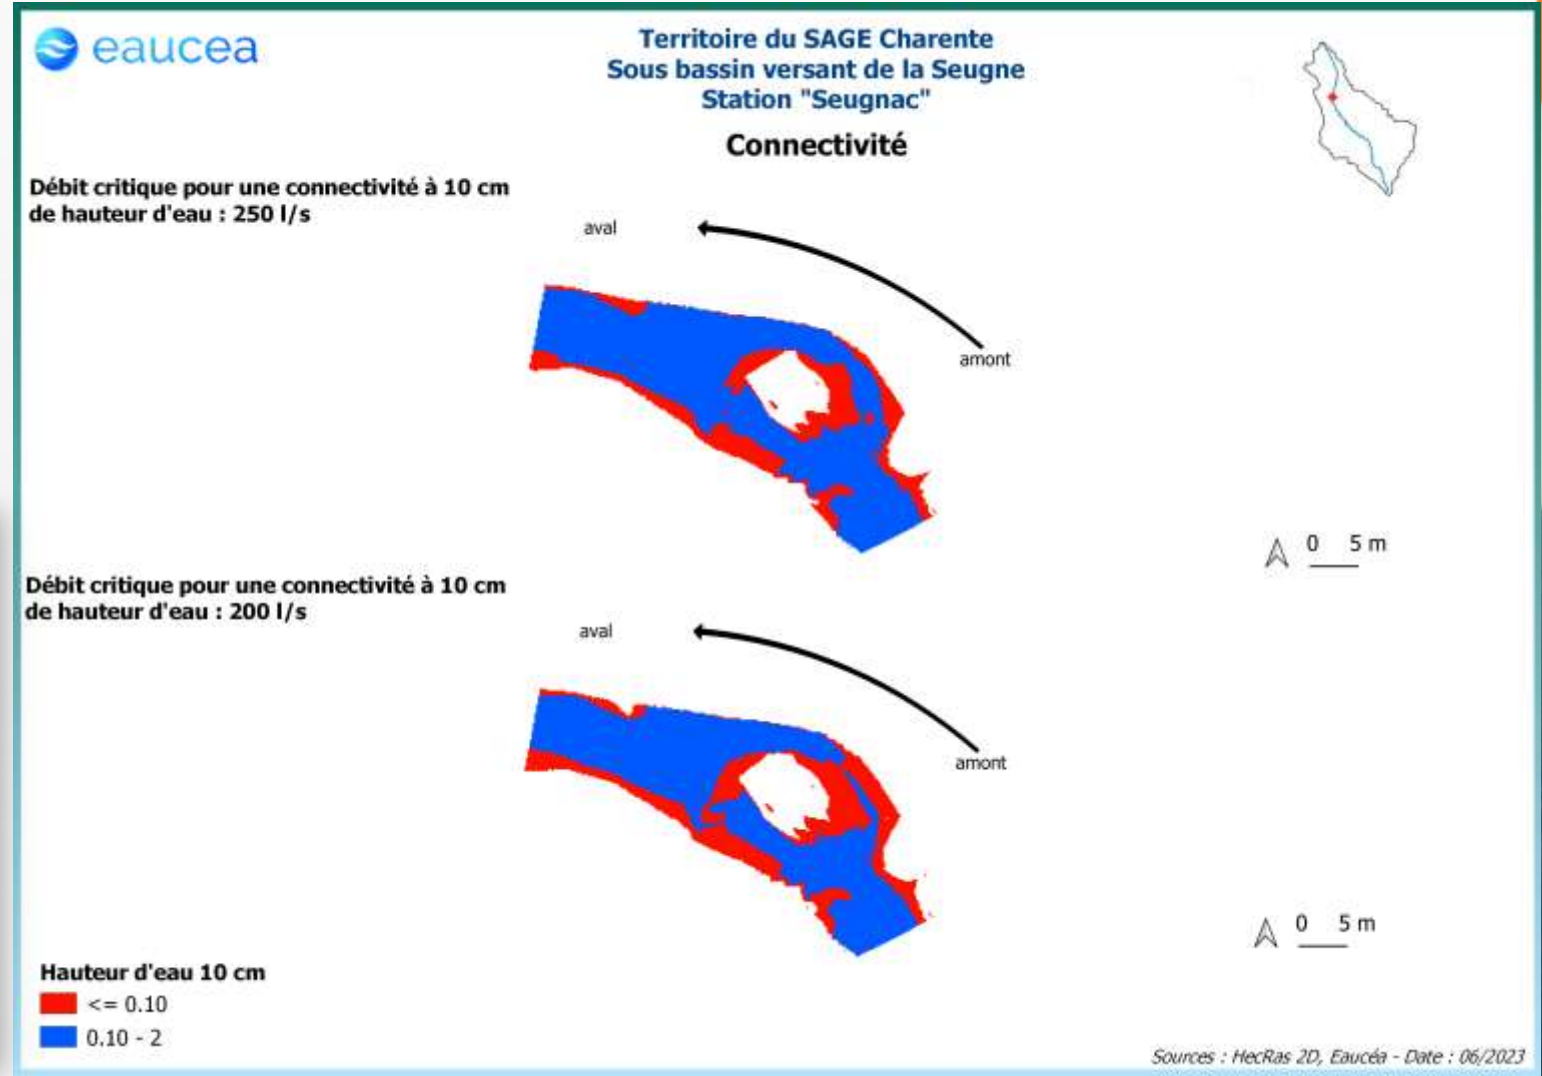 eaucea
Territoire du SAGE Charente
Sous bassin versant de la Seugne
Station "Seugnac"
Connectivité
Débit critique pour une connectivité à 10 cm
de hauteur d'eau : 250 l/s
aval
amont
0 5 m
Débit critique pour une connectivité à 10 cm
de hauteur d'eau : 200 l/s
aval
amont
0 5 m
Hauteur d'eau 10 cm
<= 0.10
0.10 - 2
Sources : HecRas 2D, Eaucéa - Date : 06/2023